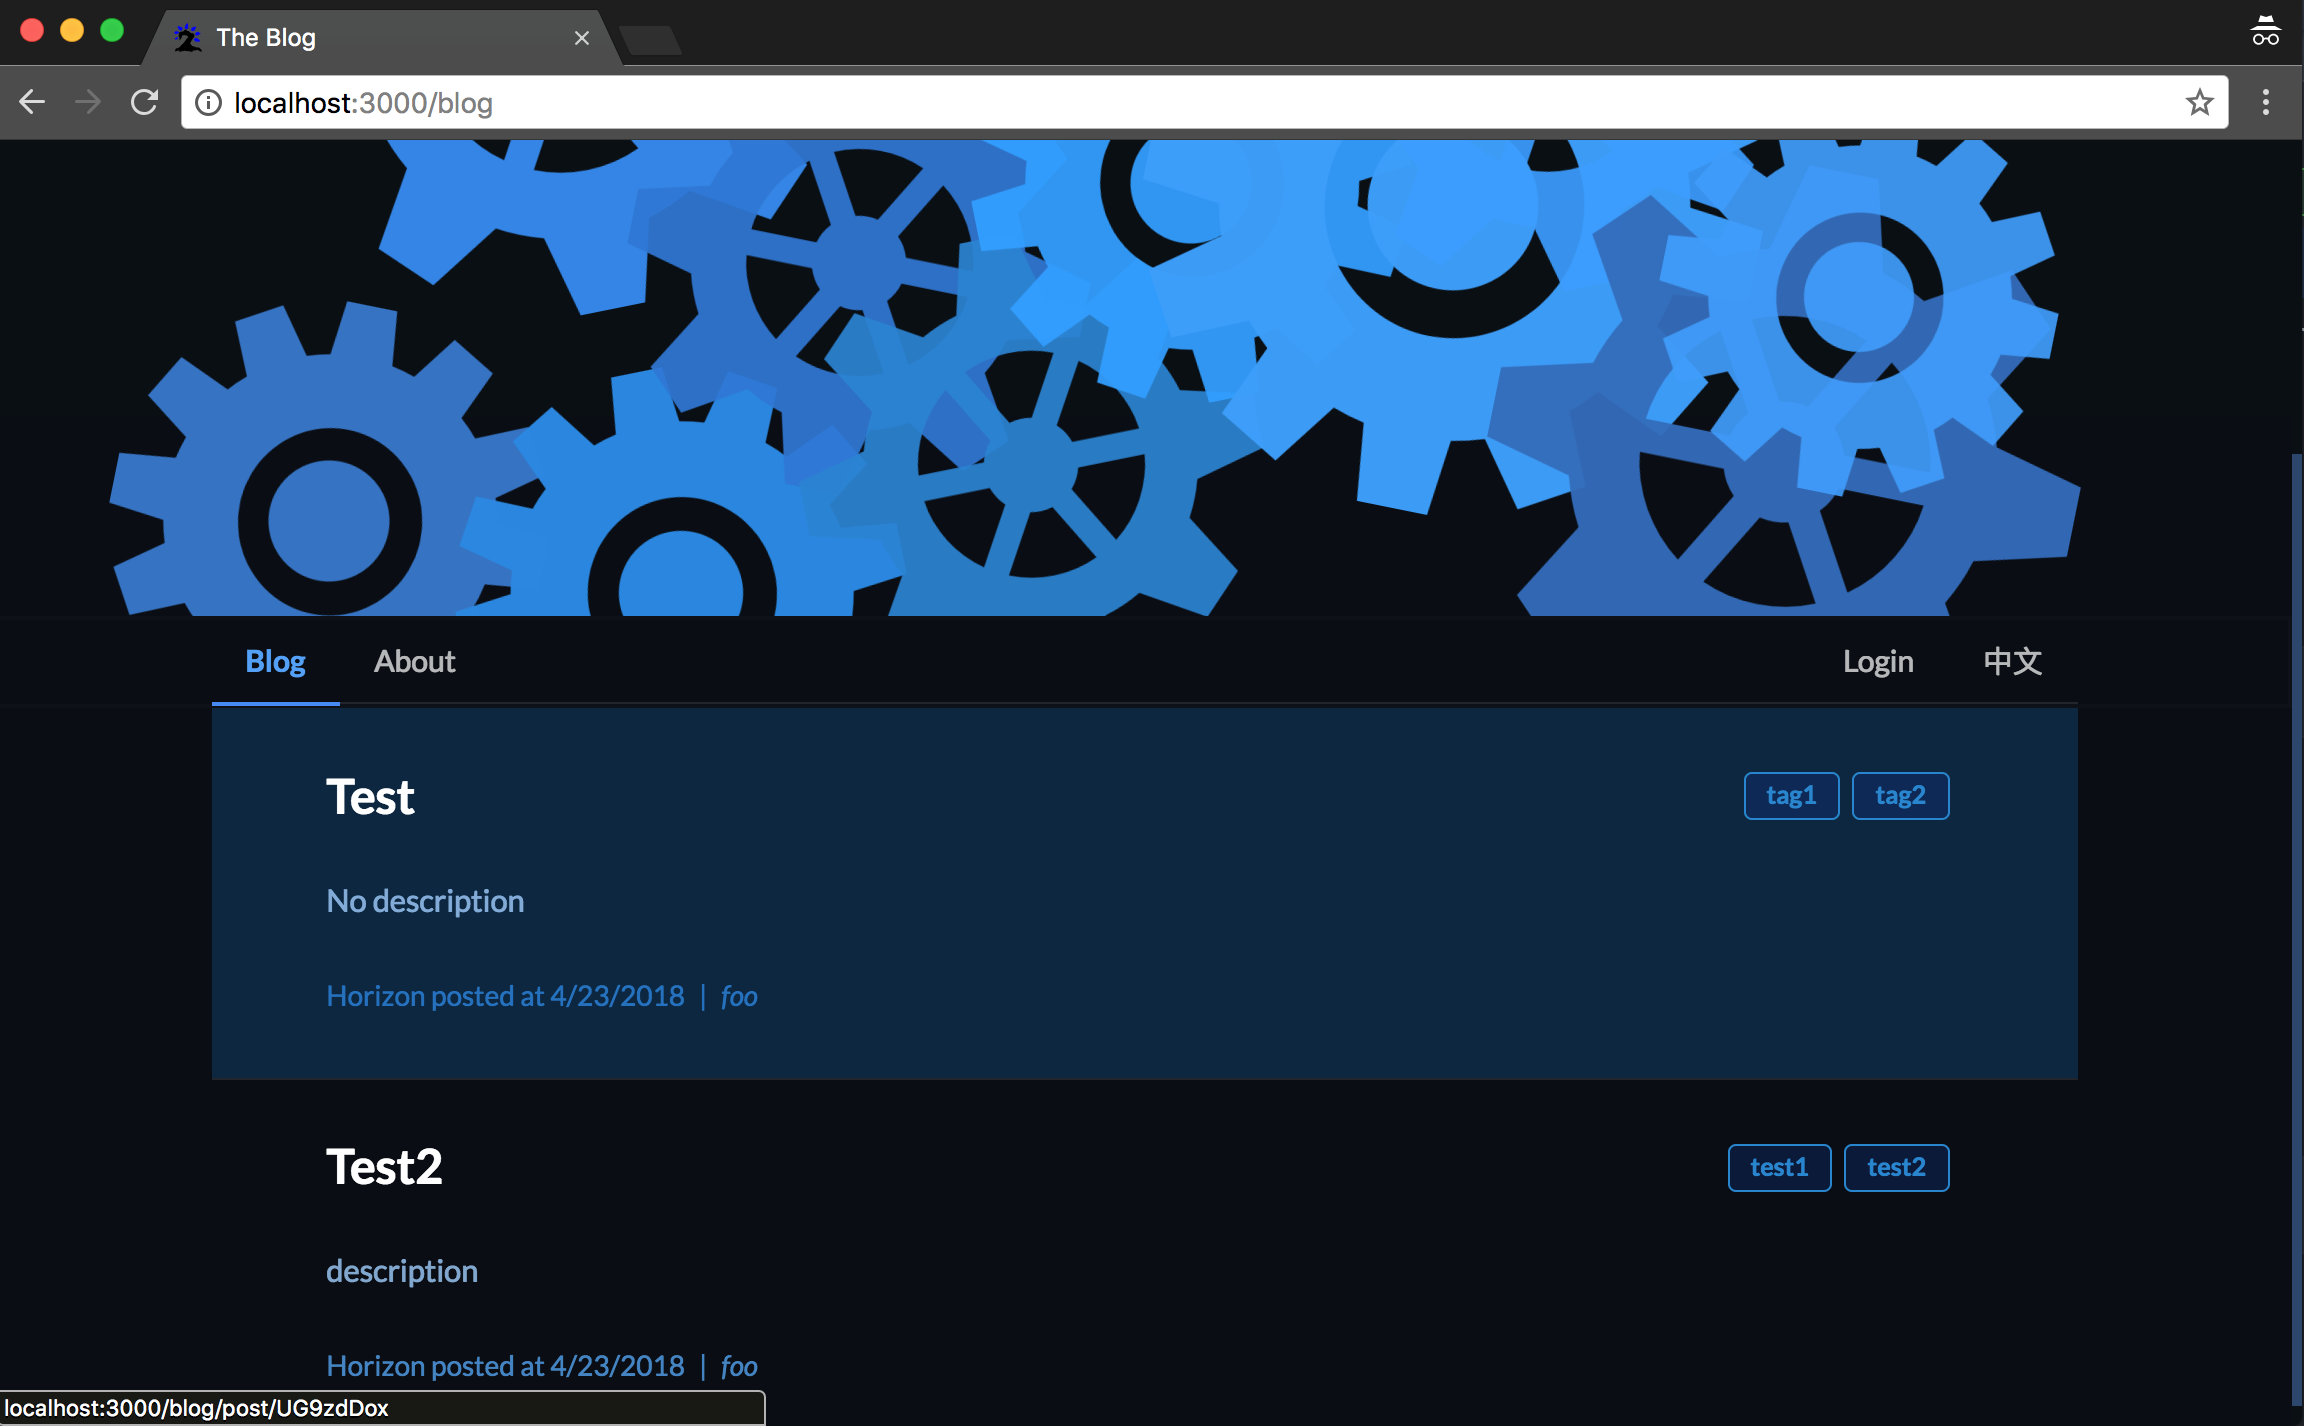 The Blog
localhost:3000/blog
Blog About Login 中文
Test tag1 tag2
No description
Horizon posted at 4/23/2018 | foo
Test2 test1 test2
description
Horizon posted at 4/23/2018 | foo
localhost:3000/blog/post/UG9zdDox